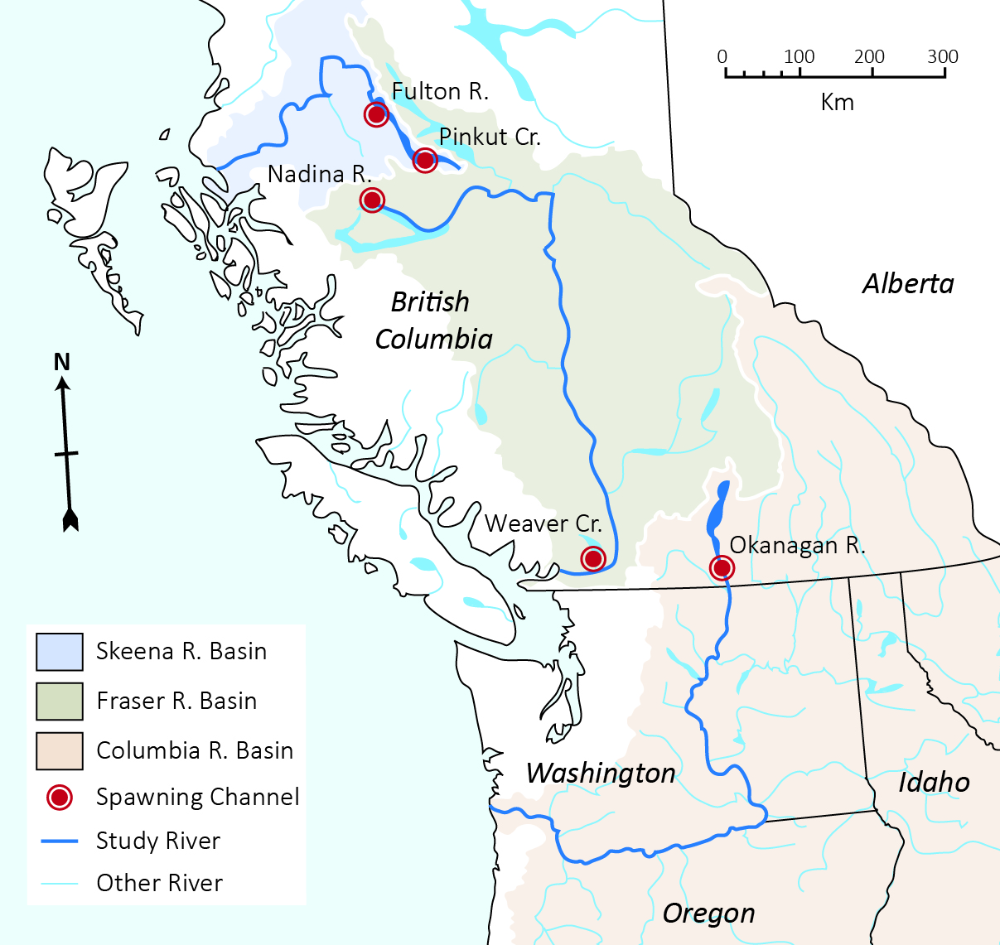 0 100 200 300
Km
Fulton R.
Pinkut Cr.
Nadina R.
Alberta
British
Columbia
N
Weaver Cr.
Okanagan R.
Skeena R. Basin
Fraser R. Basin
Columbia R. Basin
Spawning Channel
Study River
Other River
Washington
Idaho
Oregon